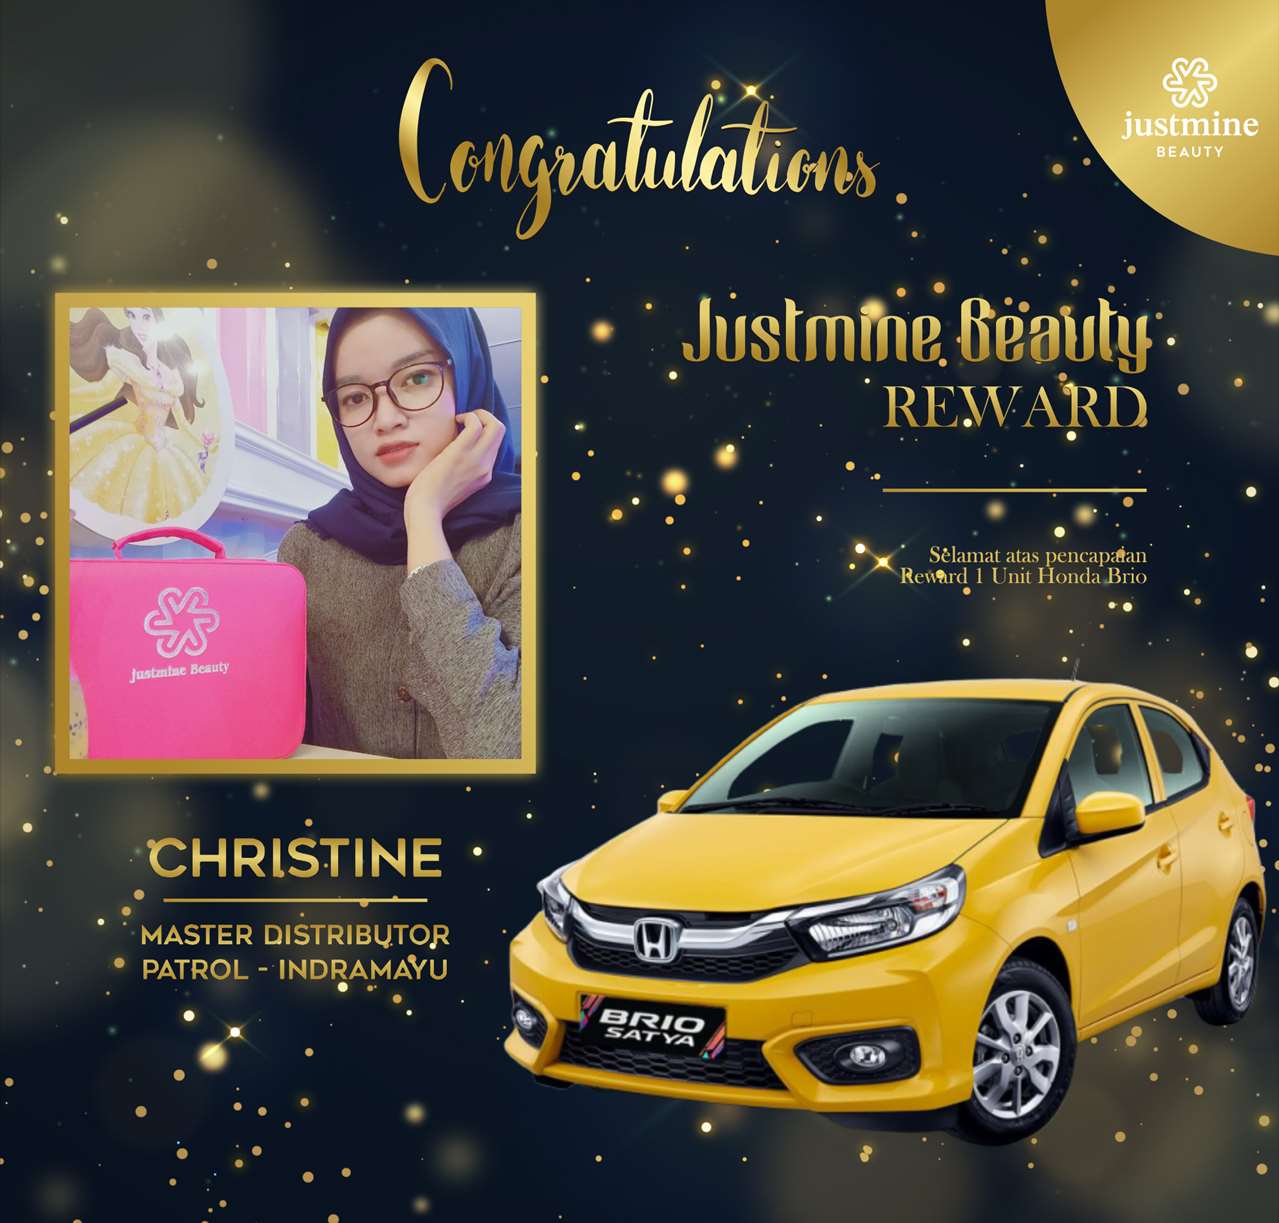 Congratulations
justmine
BEAUTY
Justmine Beauty
REWARD
Selamat atas pencapaian
Reward 1 Unit Honda Brio
Justmine Beauty
CHRISTINE
MASTER DISTRIBUTOR
PATROL - INDRAMAYU
BRIO
SATYA